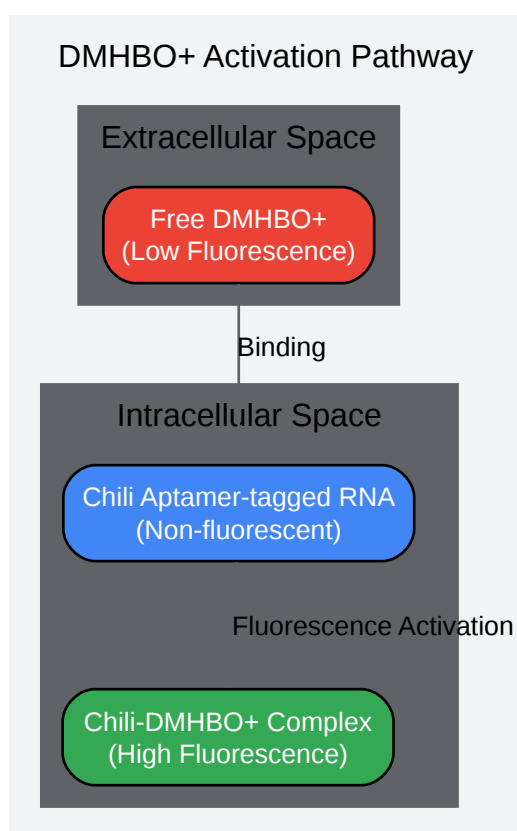 DMHBO+ Activation Pathway
Extracellular Space
Free DMHBO+
(Low Fluorescence)
Binding
Intracellular Space
Chili Aptamer-tagged RNA
(Non-fluorescent)
Fluorescence Activation
Chili-DMHBO+ Complex
(High Fluorescence)